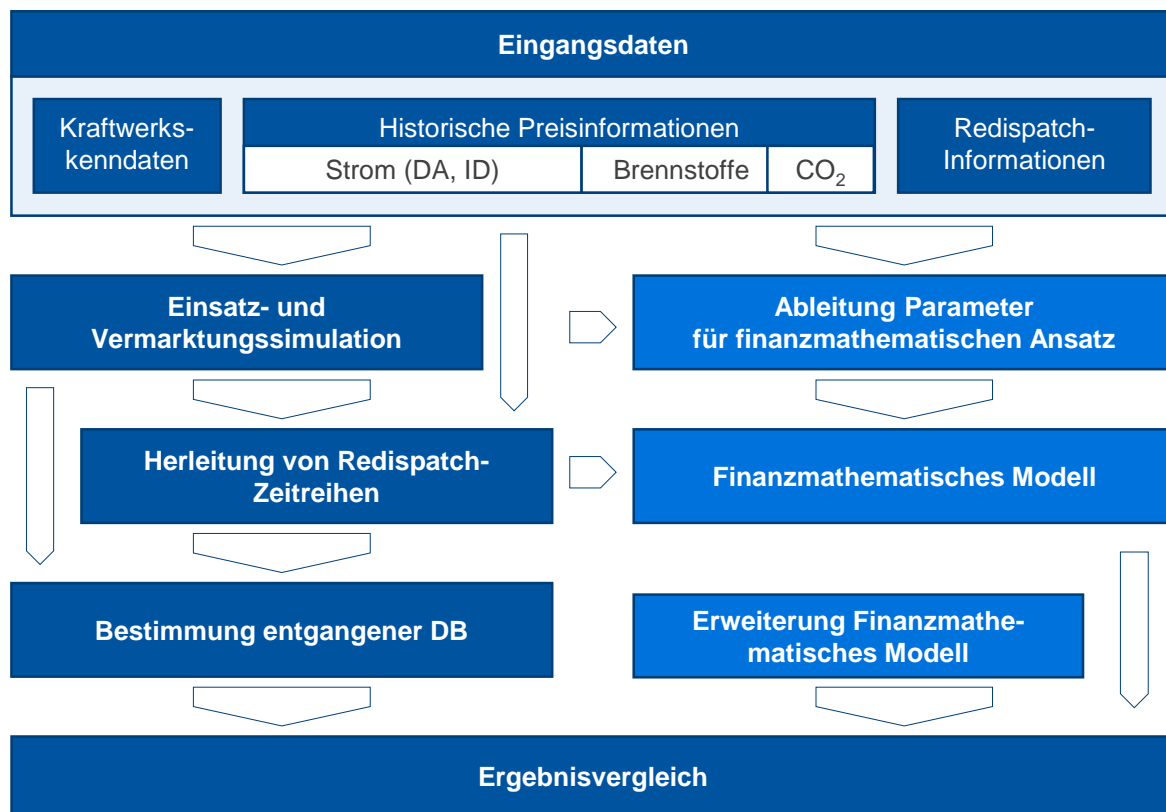 Eingangsdaten
Kraftwerks-
kenndaten
Historische Preisinformationen
Strom (DA, ID)
Brennstoffe
CO₂
Redispatch-
Informationen
Einsatz- und
Vermarktungssimulation
Ableitung Parameter
für finanzmathematischen Ansatz
Herleitung von Redispatch-
Zeitreihen
Finanzmathematisches Modell
Bestimmung entgangener DB
Erweiterung Finanzmathe-
matisches Modell
Ergebnisvergleich